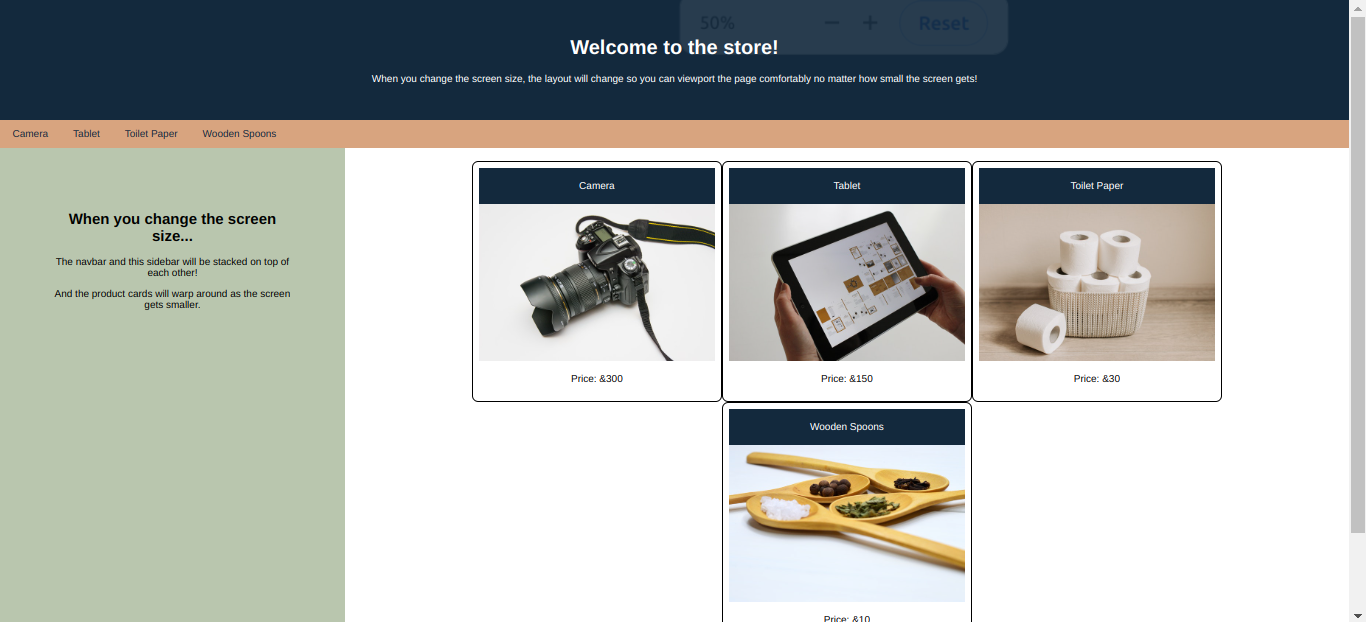 50% − + Reset
Welcome to the store!
When you change the screen size, the layout will change so you can viewport the page comfortably no matter how small the screen gets!
Camera Tablet Toilet Paper Wooden Spoons
When you change the screen
size...
The navbar and this sidebar will be stacked on top of
each other!
And the product cards will warp around as the screen
gets smaller.
Camera
Price: &300
Tablet
Price: &150
Toilet Paper
Price: &30
Wooden Spoons
Price: &10